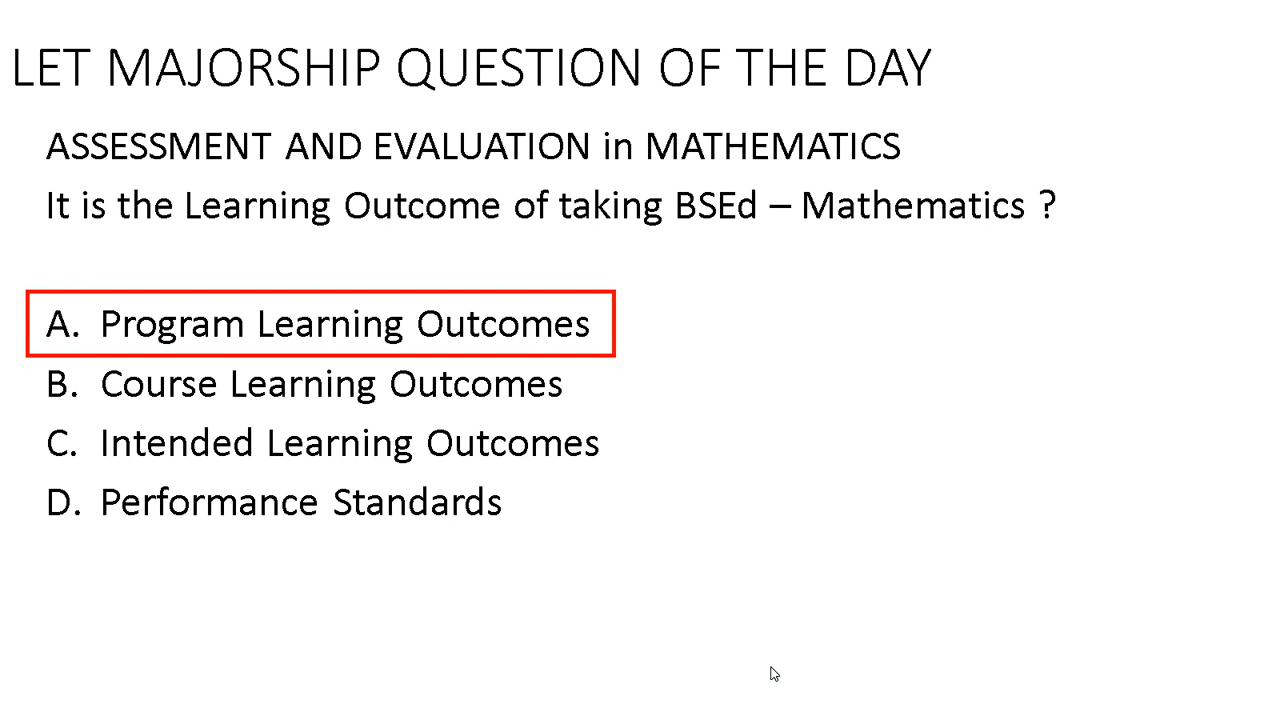 LET MAJORSHIP QUESTION OF THE DAY
ASSESSMENT AND EVALUATION in MATHEMATICS
It is the Learning Outcome of taking BSEd – Mathematics ?
A. Program Learning Outcomes
B. Course Learning Outcomes
C. Intended Learning Outcomes
D. Performance Standards